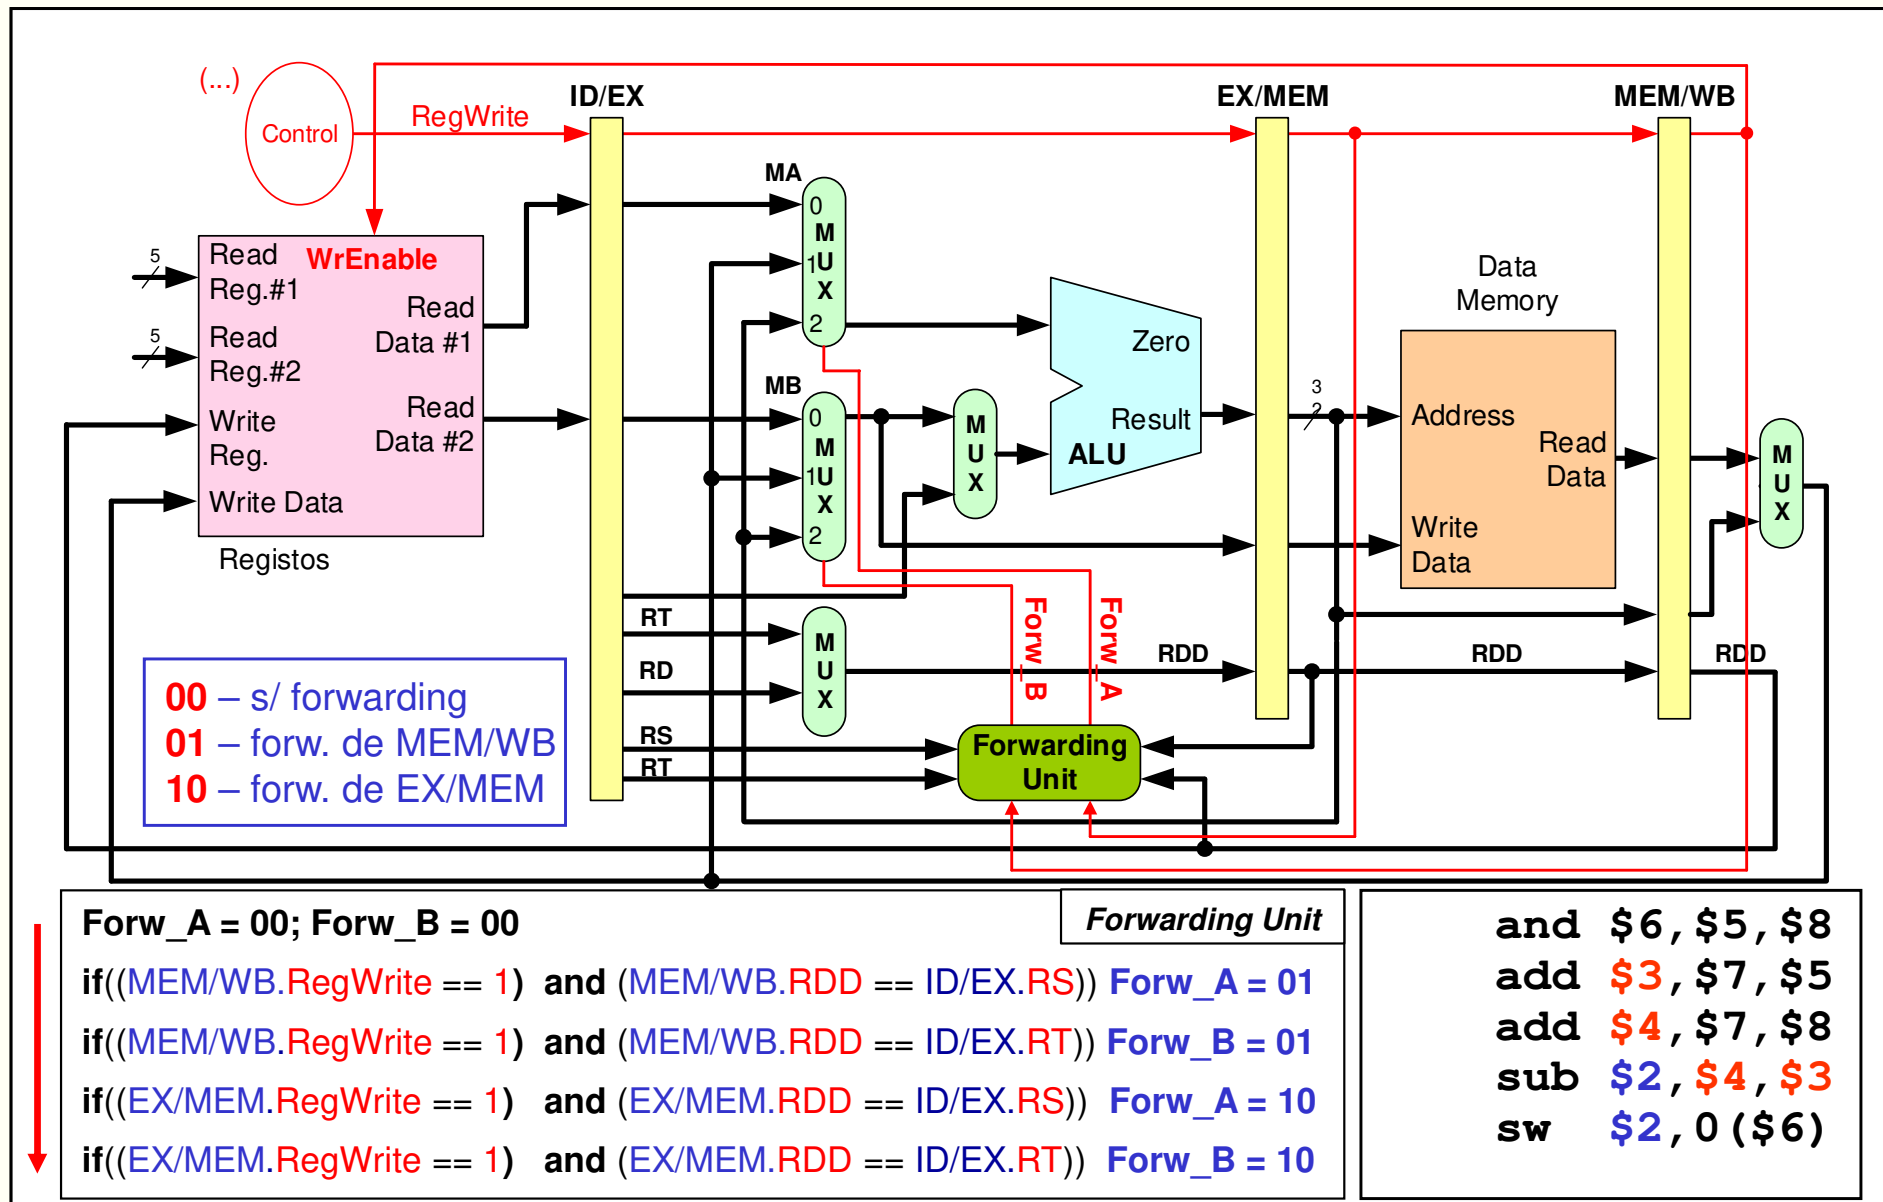 (...)
Control
RegWrite
ID/EX
EX/MEM
MEM/WB
MA
0
M
1U
X
2
5
Read
Reg.#1
WrEnable
5
Read
Reg.#2
Read
Data #1
Write
Reg.
Read
Data #2
Write Data
Registos
MB
0
M
1U
X
2
M
U
X
Zero
Result
ALU
3
2
Data
Memory
Address
Read
Data
Write
Data
M
U
X
RT
RD
M
U
X
RDD
RDD
RDD
Forw_B
Forw_A
RS
RT
Forwarding
Unit
00 – s/ forwarding
01 – forw. de MEM/WB
10 – forw. de EX/MEM
Forw_A = 00; Forw_B = 00
Forwarding Unit
if((MEM/WB.RegWrite == 1) and (MEM/WB.RDD == ID/EX.RS)) Forw_A = 01
if((MEM/WB.RegWrite == 1) and (MEM/WB.RDD == ID/EX.RT)) Forw_B = 01
if((EX/MEM.RegWrite == 1) and (EX/MEM.RDD == ID/EX.RS)) Forw_A = 10
if((EX/MEM.RegWrite == 1) and (EX/MEM.RDD == ID/EX.RT)) Forw_B = 10
and $6,$5,$8
add $3,$7,$5
add $4,$7,$8
sub $2,$4,$3
sw $2,0($6)